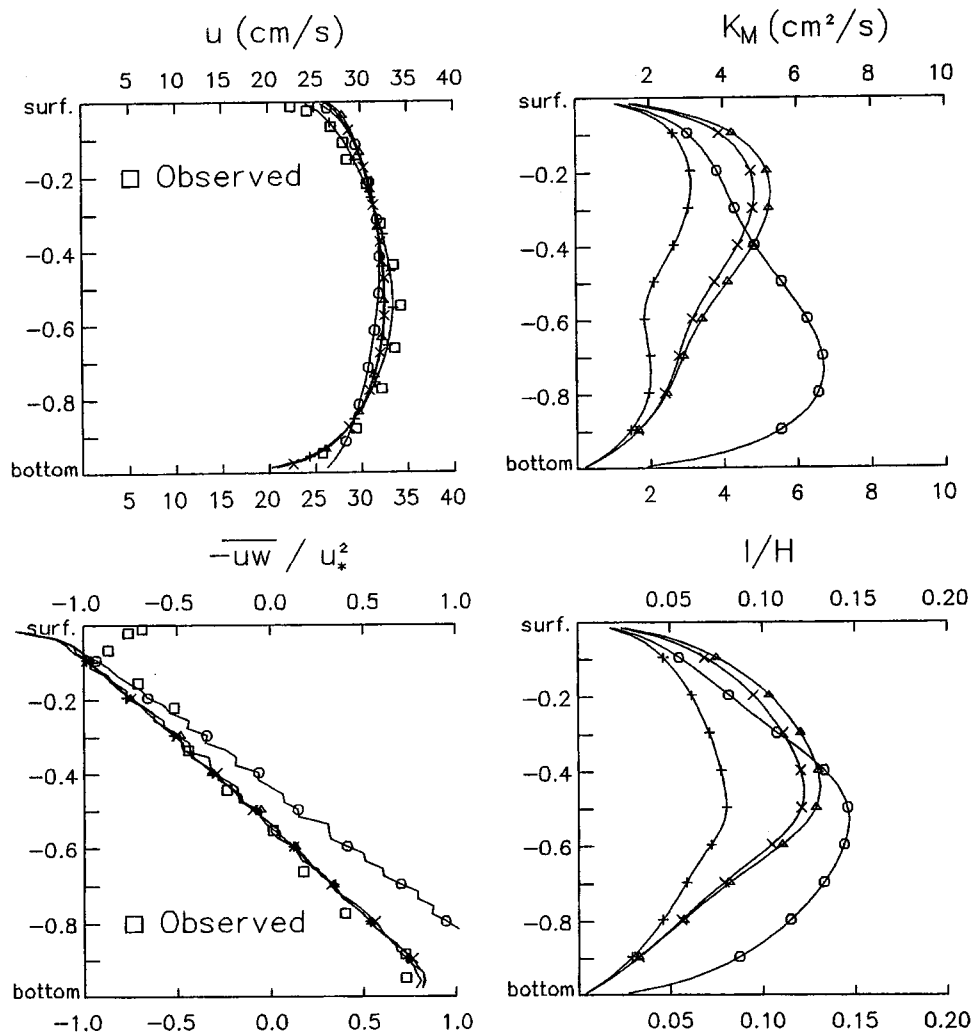 u (cm/s)
5 10 15 20 25 30 35 40
surf.
□ Observed
−0.2
−0.4
−0.6
−0.8
bottom
5 10 15 20 25 30 35 40
K_M (cm²/s)
2 4 6 8 10
surf.
−0.2
−0.4
−0.6
−0.8
bottom
2 4 6 8 10
−u̅w̅ / u_*^2
−1.0 −0.5 0.0 0.5 1.0
surf.
−0.2
−0.4
−0.6
−0.8
□ Observed
bottom
−1.0 −0.5 0.0 0.5 1.0
l/H
0.05 0.10 0.15 0.20
surf.
−0.2
−0.4
−0.6
−0.8
bottom
0.05 0.10 0.15 0.20